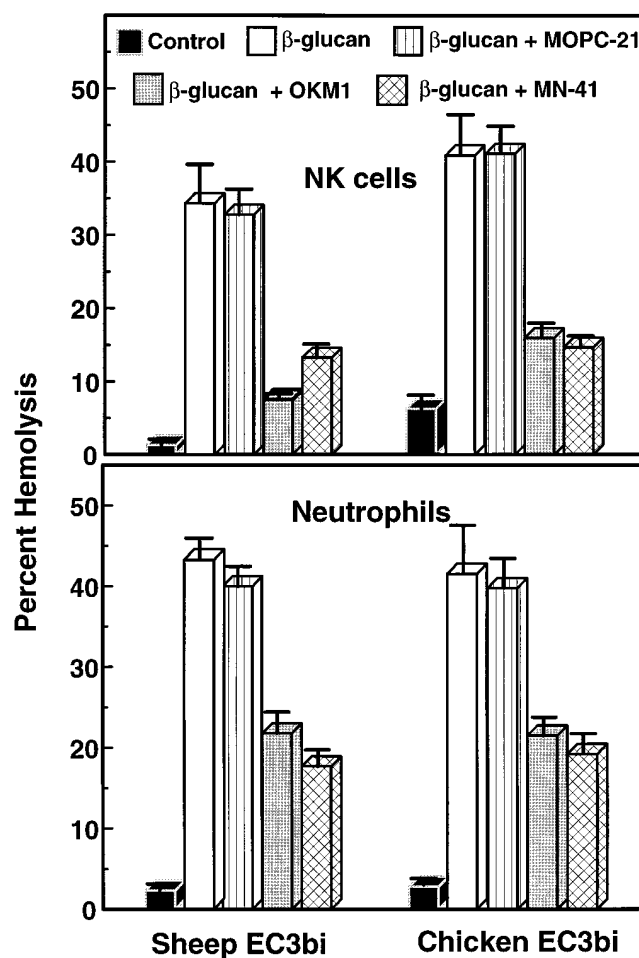 Control β-glucan β-glucan + MOPC-21
β-glucan + OKM1 β-glucan + MN-41
NK cells
50
40
30
20
10
0
Neutrophils
50
40
30
20
10
0
Percent Hemolysis
Sheep EC3bi Chicken EC3bi